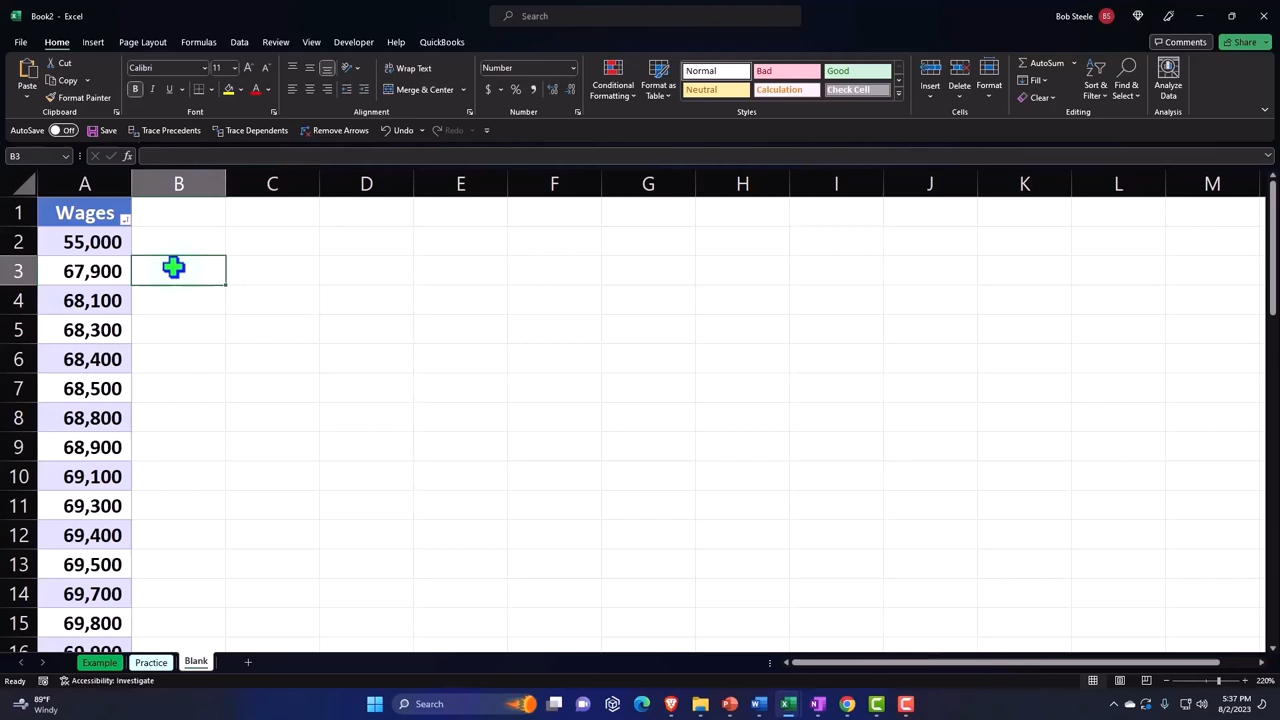 Book2 - Excel
Search
Bob Steele BS
File Home Insert Page Layout Formulas Data Review View Developer Help QuickBooks
Comments Share
Paste
Cut
Copy
Format Painter
Clipboard
Calibri 11
B I U
Font
Wrap Text
Merge & Center
Alignment
Number
$ % 9
Number
Conditional Formatting
Format as Table
Normal Bad Good
Neutral Calculation Check Cell
Styles
Insert Delete Format
Cells
AutoSum
Fill
Clear
Sort & Filter
Find & Select
Editing
Analyze Data
Analysis
AutoSave Off Save Trace Precedents Trace Dependents Remove Arrows Undo Redo
B3 fx
A B C D E F G H I J K L M
1 Wages
2 55,000
3 67,900
4 68,100
5 68,300
6 68,400
7 68,500
8 68,800
9 68,900
10 69,100
11 69,300
12 69,400
13 69,500
14 69,700
15 69,800
16 69,900
Example Practice Blank
Ready Accessibility: Investigate 220%
89°F
Windy
Search
5:37 PM
8/2/2023